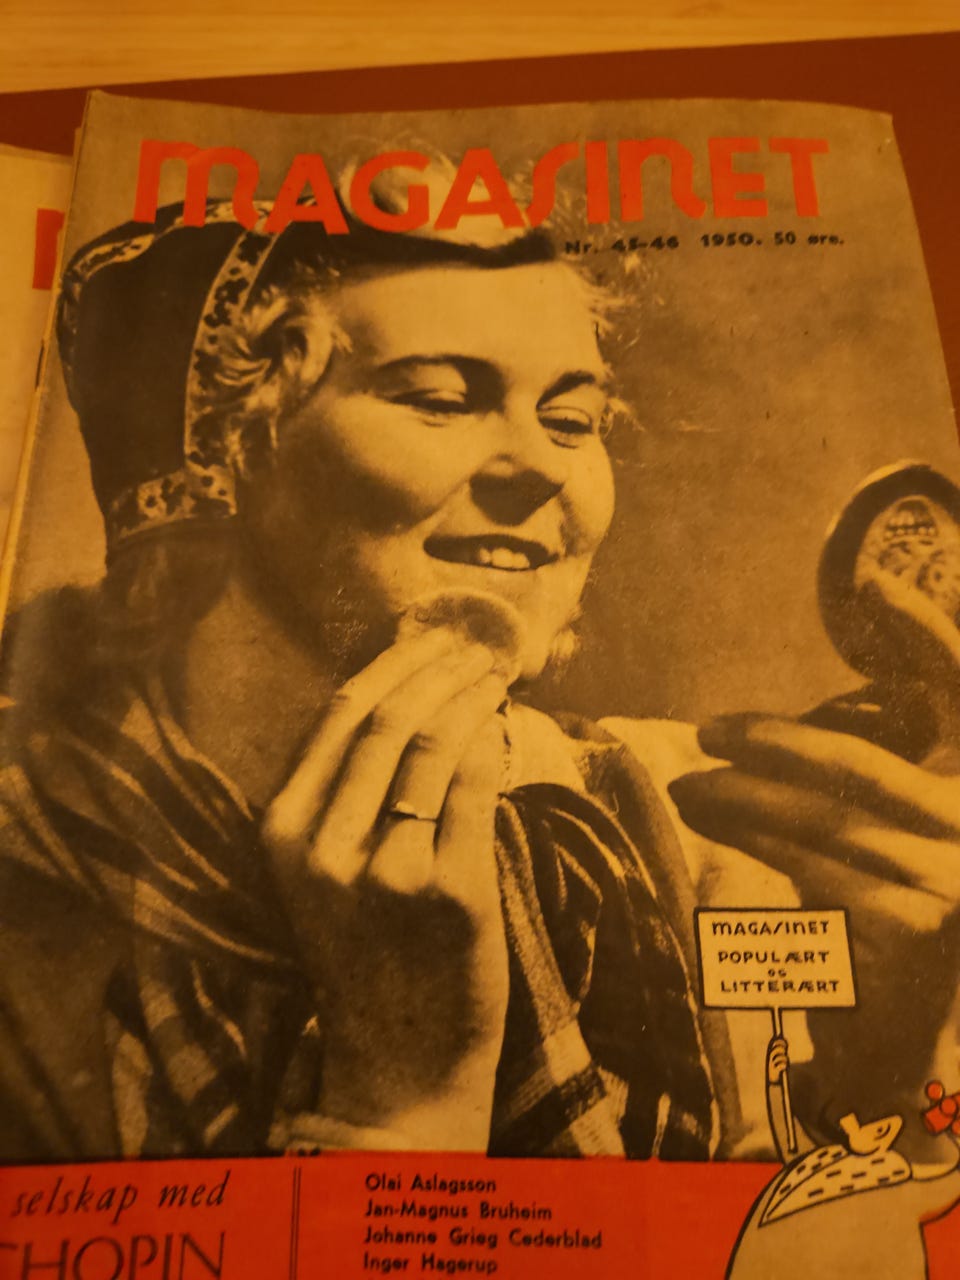 MAGASINET
Nr. 45-46 1950. 50 øre.
MAGASINET
POPULÆRT
OG
LITTERÆRT
selskap med
CHOPIN
Olai Aslagsson
Jan-Magnus Bruheim
Johanne Grieg Cederblad
Inger Hagerup